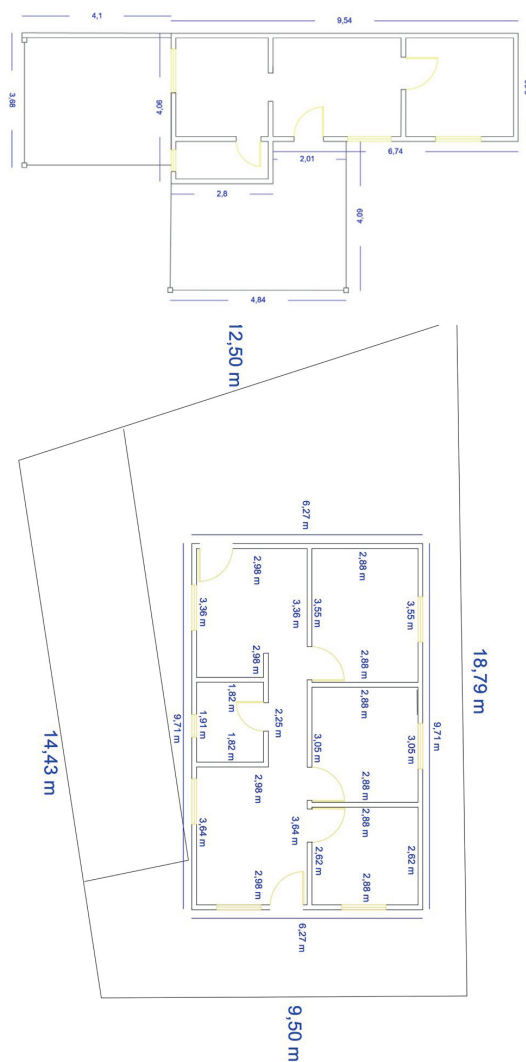 4,1
9,54
3,68
4,06
6,74
2,01
2,8
4,09
4,84
12,50 m
6,27 m
2,98 m
2,88 m
3,36 m
3,36 m
3,55 m
3,55 m
18,79 m
2,98 m
2,88 m
1,82 m
2,88 m
2,25 m
1,91 m
9,71 m
9,71 m
3,05 m
3,05 m
14,43 m
1,82 m
2,98 m
2,88 m
3,64 m
3,64 m
2,88 m
2,62 m
2,62 m
2,98 m
2,88 m
6,27 m
9,50 m